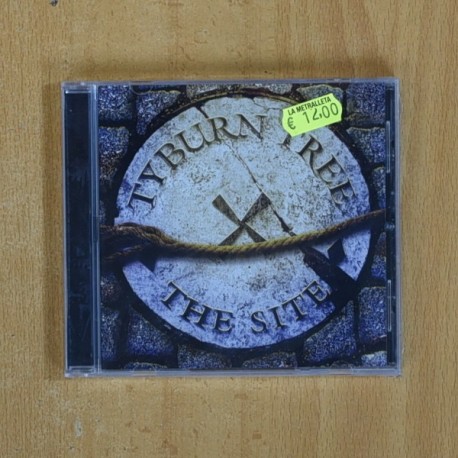 LA METRALLETA
€ 12,00
TYBURN TREE
THE SITE